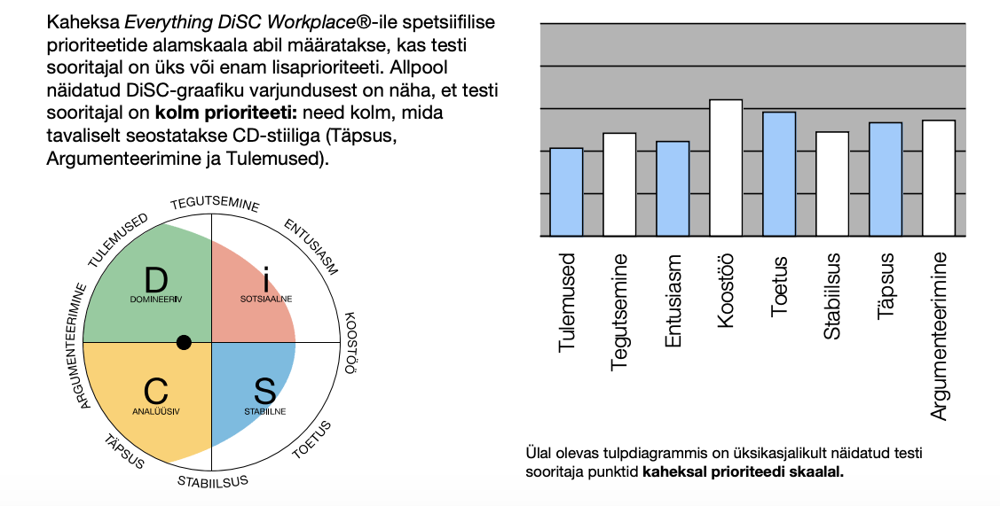 Kaheksa Everything DiSC Workplace®-ile spetsiifilise
prioriteetide alamskaala abil määratakse, kas testi
sooritajal on üks või enam lisaprioriteeti. Allpool
näidatud DiSC-graafiku varjundusest on näha, et testi
sooritajal on kolm prioriteeti: need kolm, mida
tavaliselt seostatakse CD-stiiliga (Täpsus,
Argumenteerimine ja Tulemused).
TEGUTSEMINE
TULEMUSED
ENTUSIASM
ARGUMENTEERIMINE
KOOSTÖÖ
D
DOMINEERIV
i
SOTSIAALNE
C
ANALÜÜSIV
S
STABIILNE
TÄPSUS
TOETUS
STABIILSUS
Tulemused
Tegutsemine
Entusiasm
Koostöö
Toetus
Stabiilsus
Täpsus
Argumenteerimine
Ülal olevas tulpdiagrammis on üksikasjalikult näidatud testi
sooritaja punktid kaheksal prioriteedi skaalal.